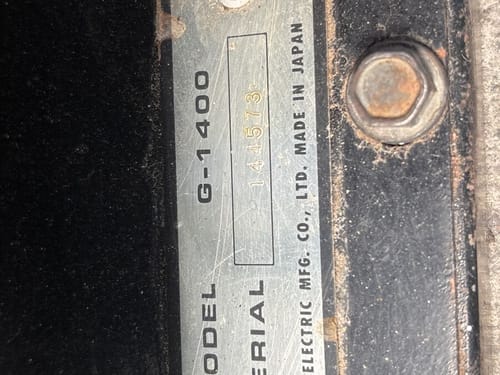 ODEL G-1400
ERIAL 141573
ELECTRIC MFG. CO., LTD. MADE IN JAPAN